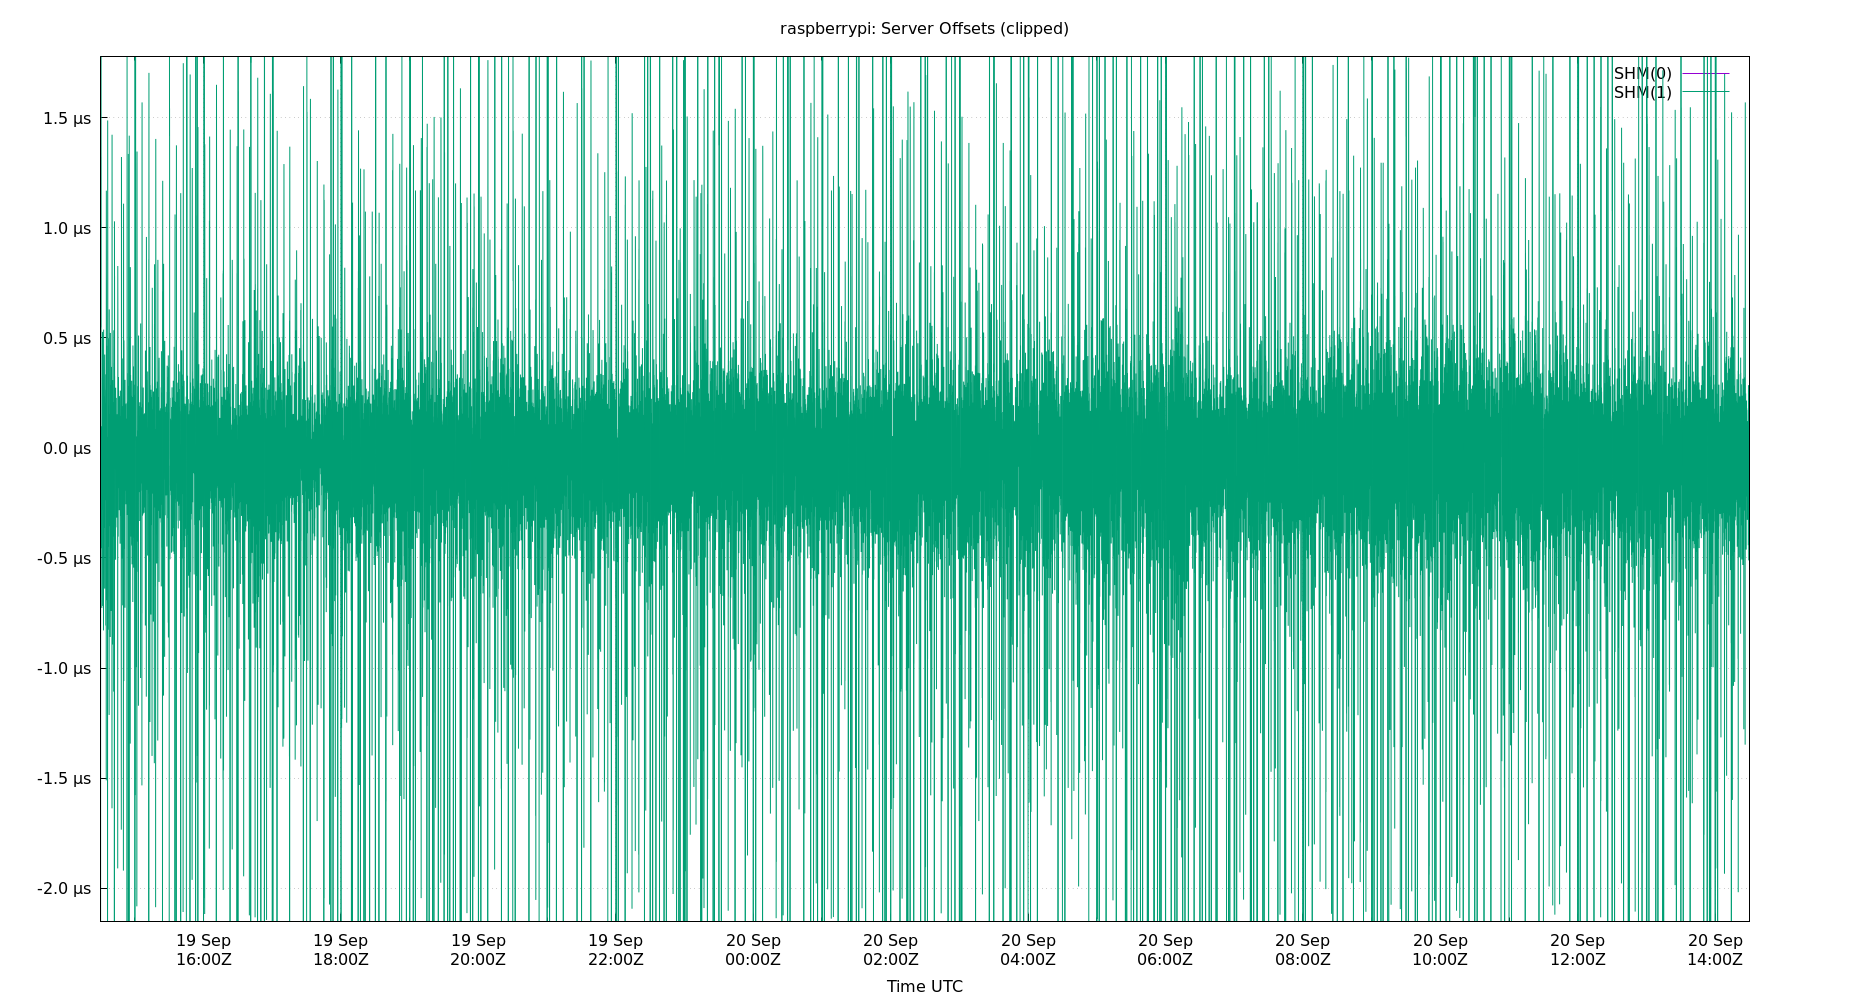 raspberrypi: Server Offsets (clipped)
SHM(0)
SHM(1)
1.5 µs
1.0 µs
0.5 µs
0.0 µs
-0.5 µs
-1.0 µs
-1.5 µs
-2.0 µs
19 Sep 19 Sep 19 Sep 19 Sep 20 Sep 20 Sep 20 Sep 20 Sep 20 Sep 20 Sep 20 Sep 20 Sep
16:00Z 18:00Z 20:00Z 22:00Z 00:00Z 02:00Z 04:00Z 06:00Z 08:00Z 10:00Z 12:00Z 14:00Z
Time UTC